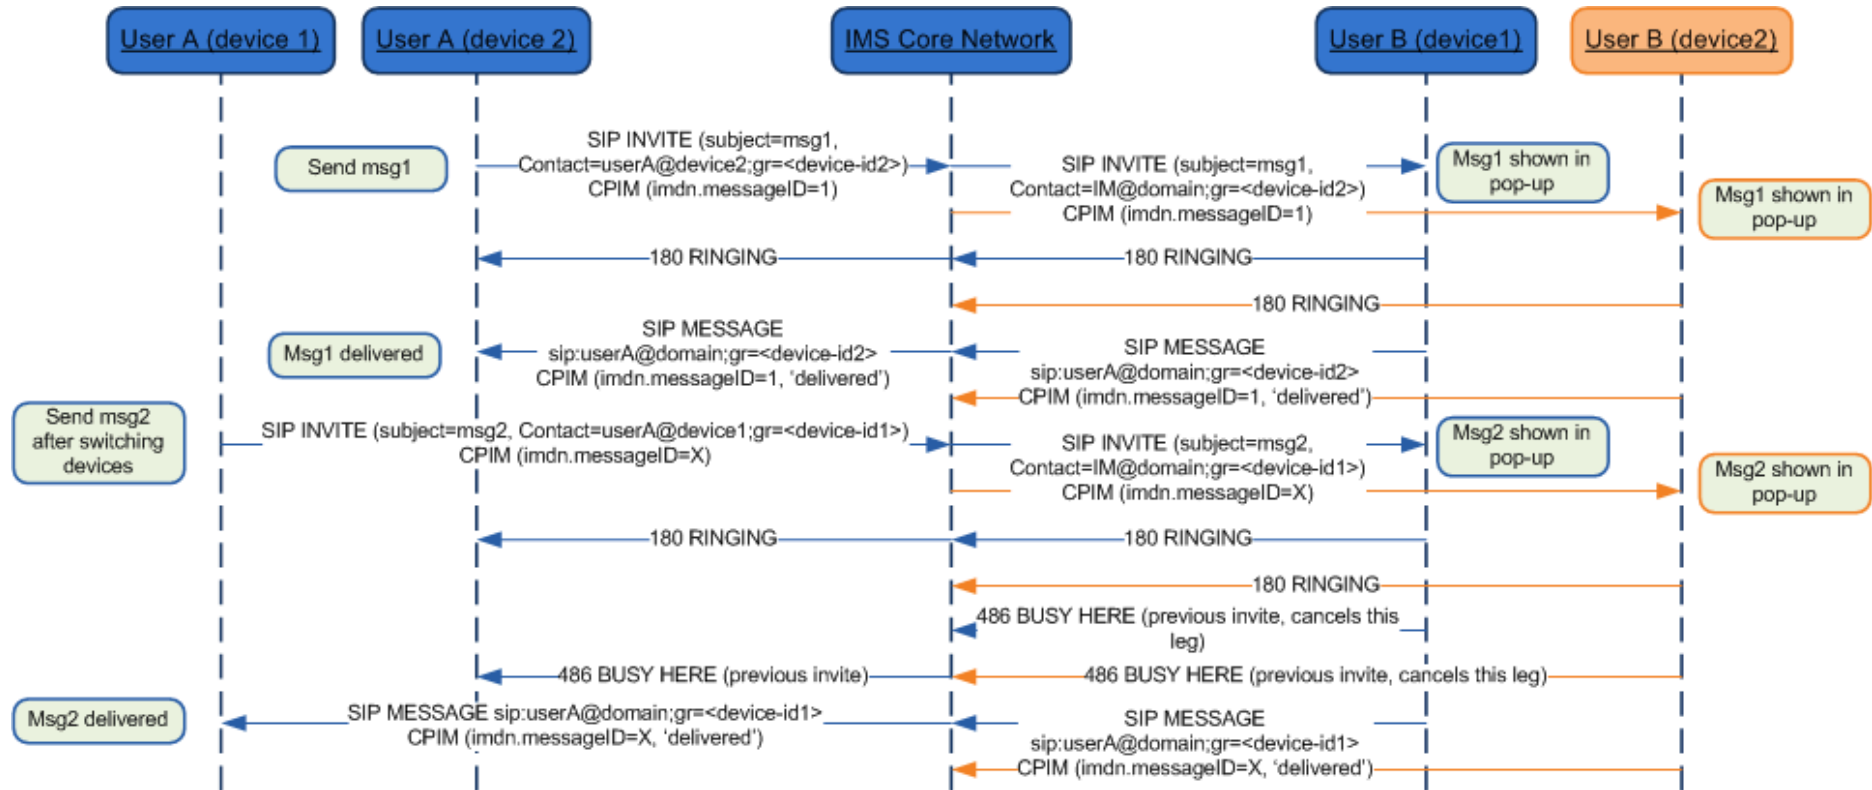 User A (device 1)
User A (device 2)
IMS Core Network
User B (device1)
User B (device2)
Send msg1
SIP INVITE (subject=msg1,
Contact=userA@device2;gr=<device-id2>)
CPIM (imdn.messageID=1)
SIP INVITE (subject=msg1,
Contact=IM@domain;gr=<device-id2>)
CPIM (imdn.messageID=1)
Msg1 shown in
pop-up
Msg1 shown in
pop-up
180 RINGING
180 RINGING
180 RINGING
Msg1 delivered
SIP MESSAGE
sip:userA@domain;gr=<device-id2>
CPIM (imdn.messageID=1, 'delivered')
SIP MESSAGE
sip:userA@domain;gr=<device-id2>
CPIM (imdn.messageID=1, 'delivered')
Send msg2
after switching
devices
SIP INVITE (subject=msg2, Contact=userA@device1;gr=<device-id1>)
CPIM (imdn.messageID=X)
SIP INVITE (subject=msg2,
Contact=IM@domain;gr=<device-id1>)
CPIM (imdn.messageID=X)
Msg2 shown in
pop-up
Msg2 shown in
pop-up
180 RINGING
180 RINGING
180 RINGING
486 BUSY HERE (previous invite, cancels this
leg)
486 BUSY HERE (previous invite)
486 BUSY HERE (previous invite, cancels this leg)
Msg2 delivered
SIP MESSAGE sip:userA@domain;gr=<device-id1>
CPIM (imdn.messageID=X, 'delivered')
SIP MESSAGE
sip:userA@domain;gr=<device-id1>
CPIM (imdn.messageID=X, 'delivered')